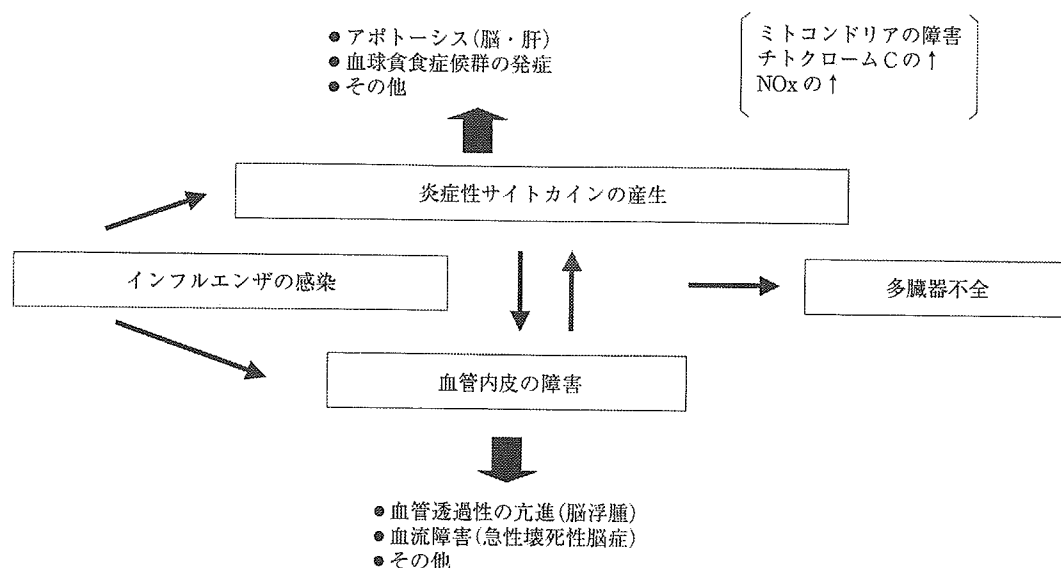 ● アポトーシス(脳・肝)
● 血球貪食症候群の発症
● その他
ミトコンドリアの障害
チトクロームCの↑
NOxの↑
炎症性サイトカインの産生
インフルエンザの感染
多臓器不全
血管内皮の障害
● 血管透過性の亢進(脳浮腫)
● 血流障害(急性壊死性脳症)
● その他